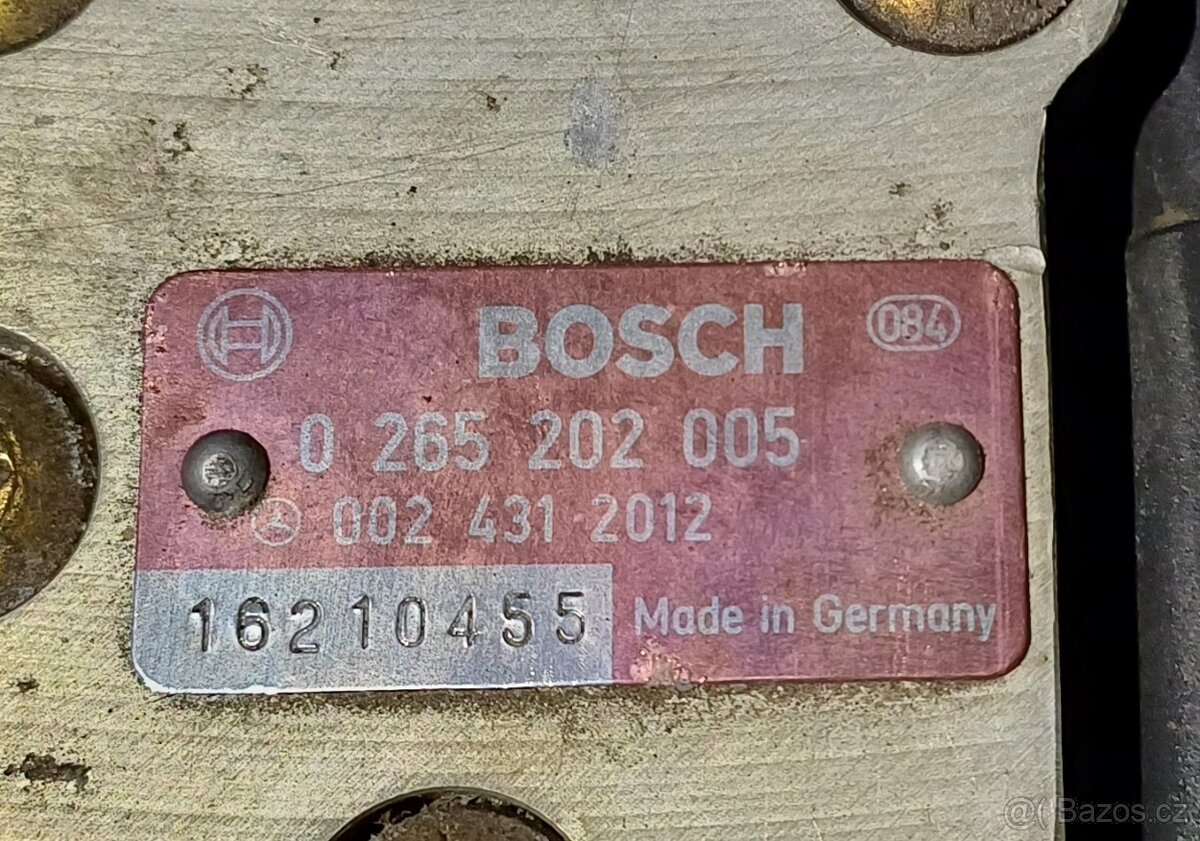 BOSCH 084
0 265 202 005
002 431 2012
16210455 Made in Germany
@( Bazos.cz